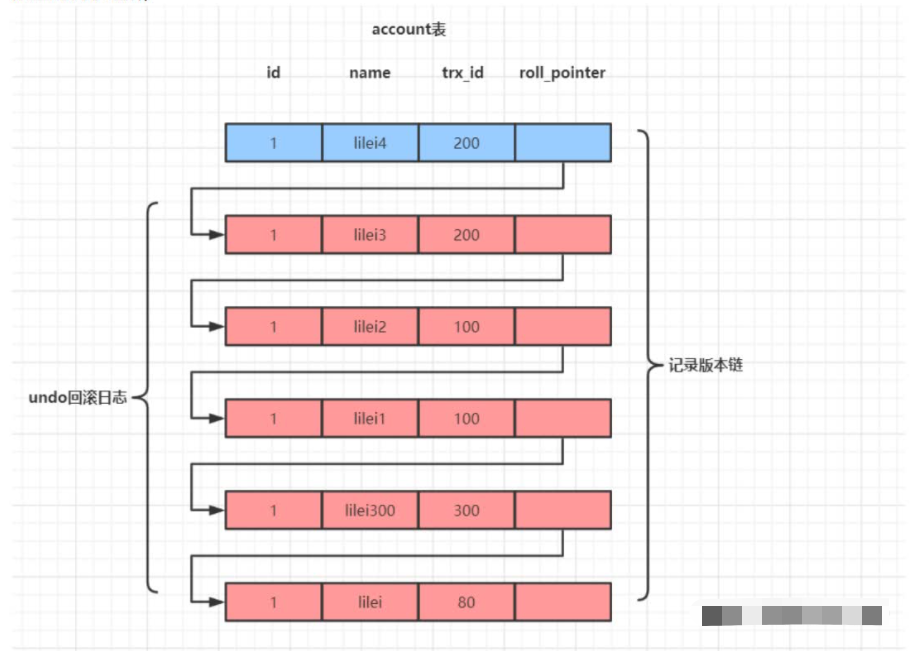 account表
id name trx_id roll_pointer
1 lilei4 200
1 lilei3 200
1 lilei2 100
记录版本链
undo回滚日志
1 lilei1 100
1 lilei300 300
1 lilei 80